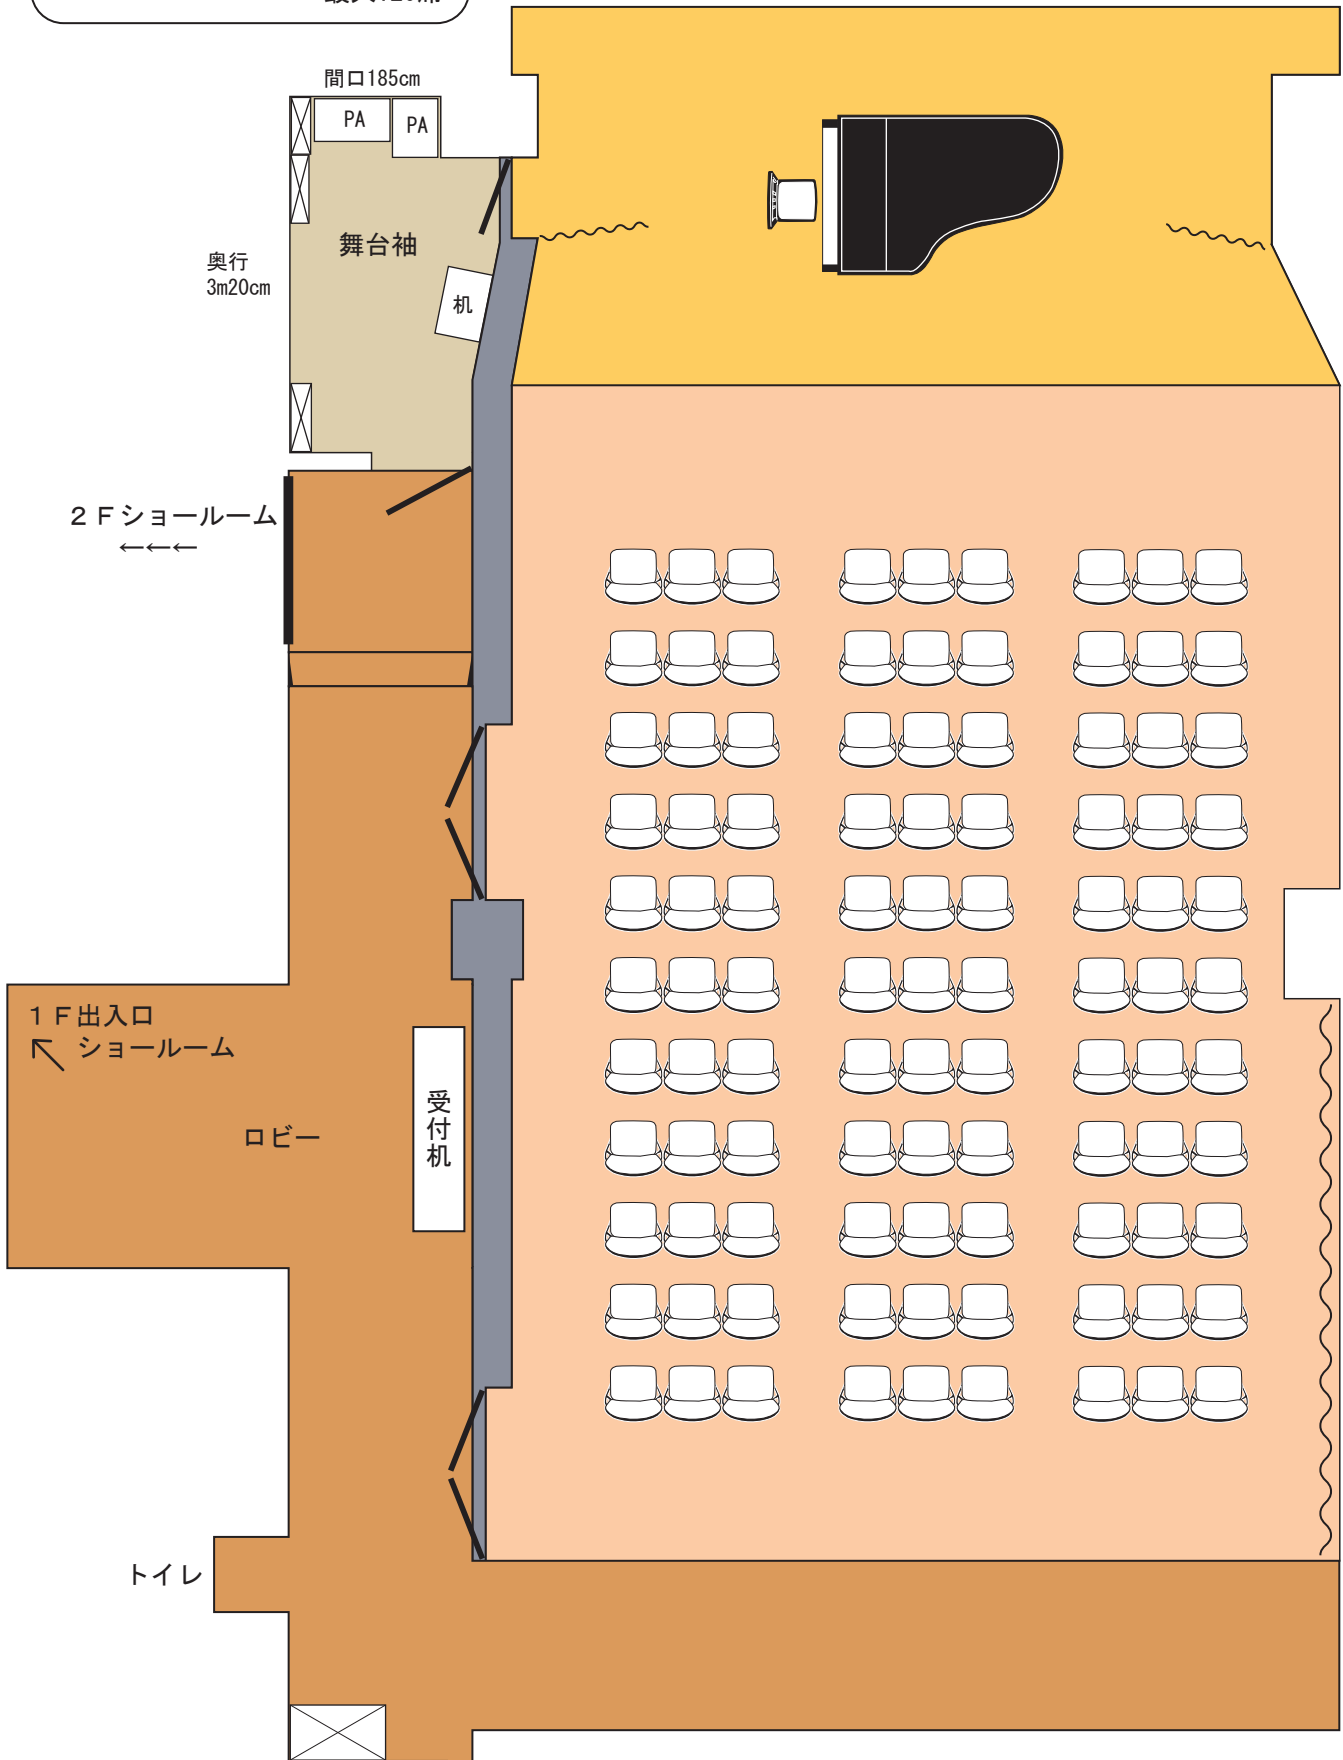 間口185cm
PA
PA
舞台袖
奥行
3m20cm
机
２Ｆショールーム
←←←
１Ｆ出入口
ショールーム
ロビー
受付机
トイレ